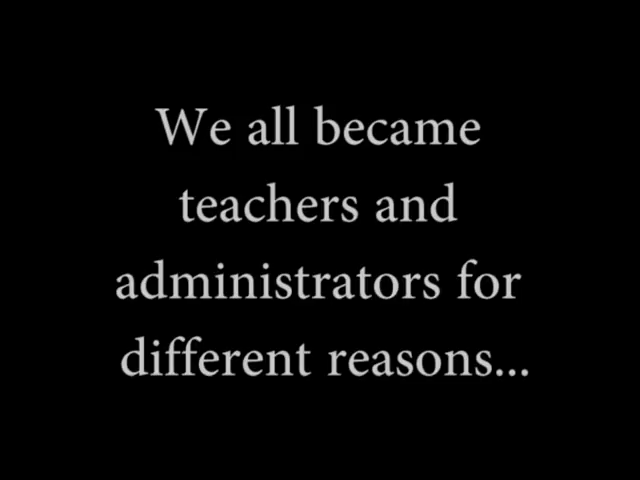 We all became
teachers and
administrators for
different reasons...